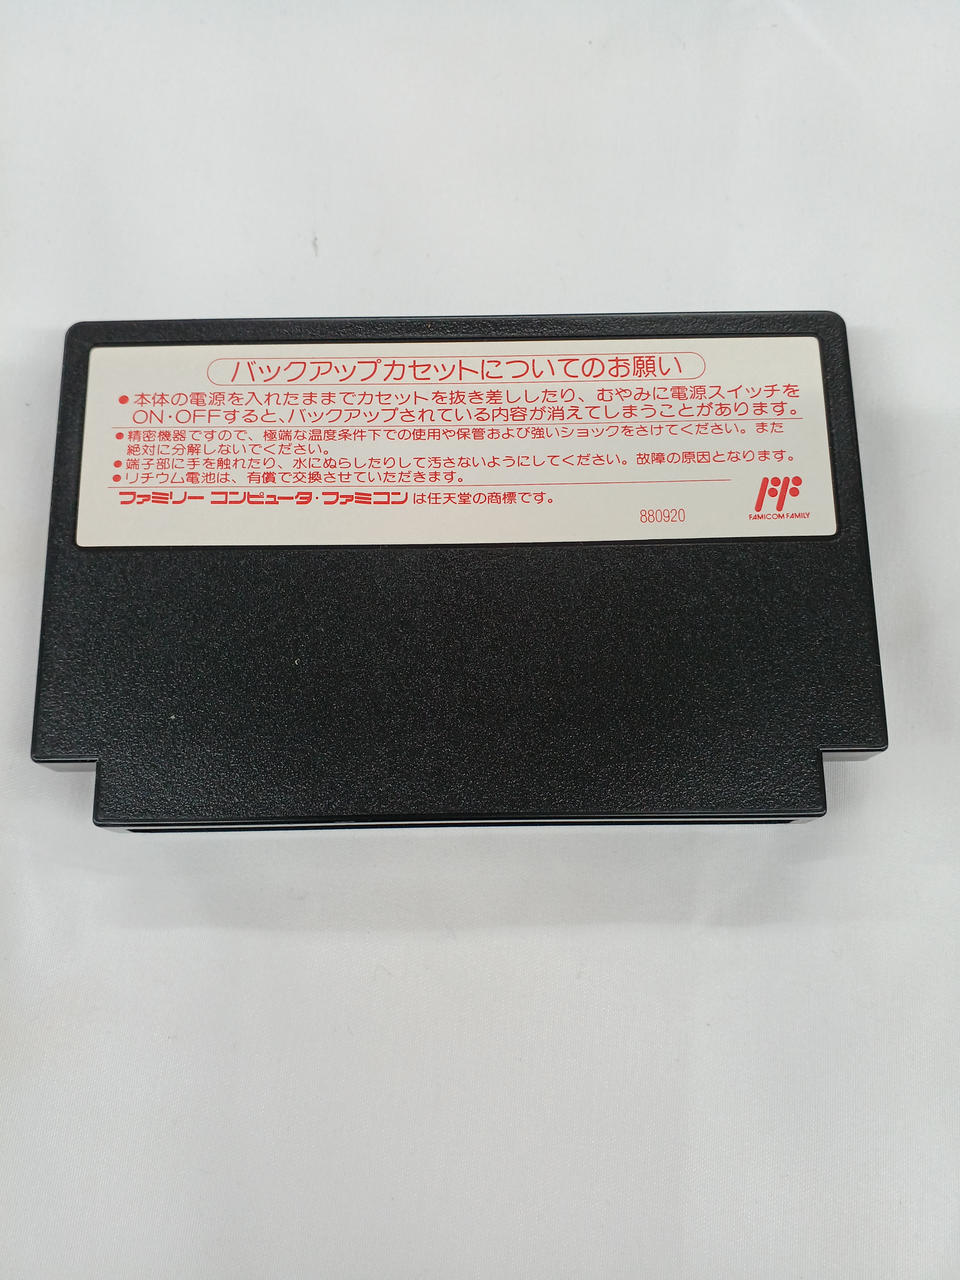 バックアップカセットについてのお願い
●本体の電源を入れたままでカセットを抜き差ししたり、むやみに電源スイッチを
ON・OFFすると、バックアップされている内容が消えてしまうことがあります。
●精密機器ですので、極端な温度条件下での使用や保管および強いショックをさけてください。また
絶対に分解しないでください。
●端子部に手を触れたり、水にぬらしたりして汚さないようにしてください。故障の原因となります。
●リチウム電池は、有償で交換させていただきます。
ファミリー コンピュータ・ファミコン は任天堂の商標です。
880920
FF
FAMICOM FAMILY